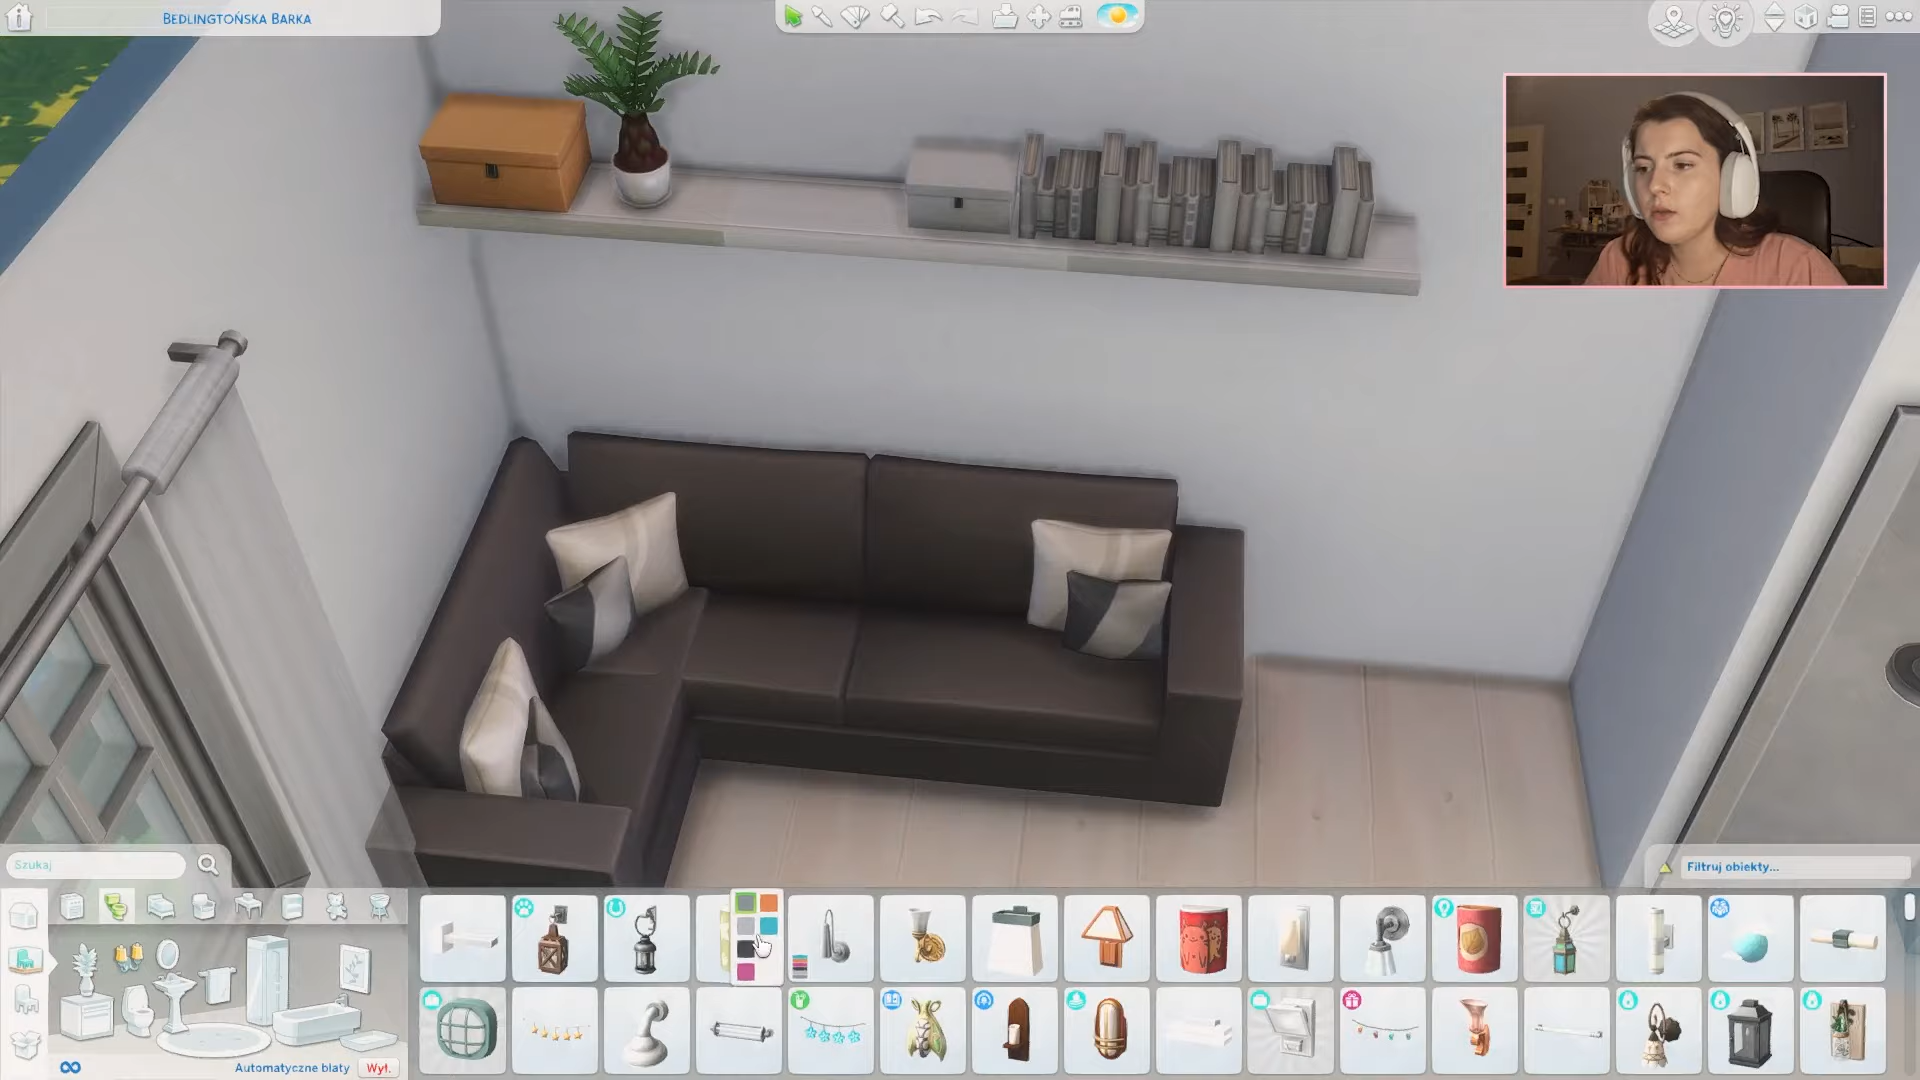 BEDLINGTOŃSKA BARKA
Szukaj
Filtruj obiekty...
Automatyczne blaty
Wył.